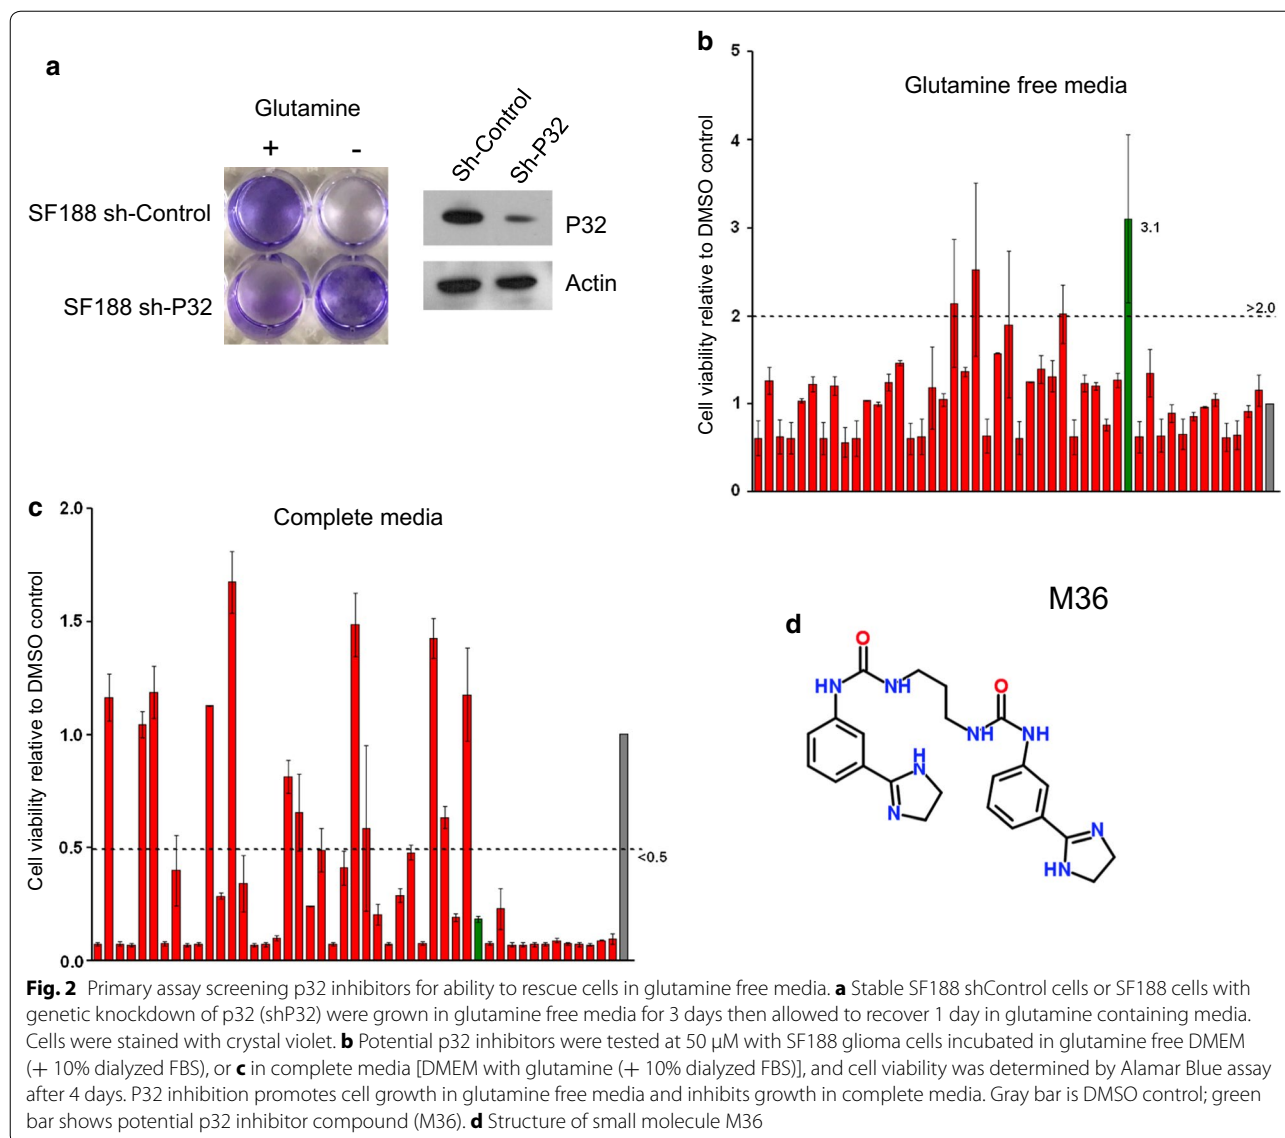 a
Glutamine
+ -
SF188 sh-Control
SF188 sh-P32
Sh-Control
Sh-P32
P32
Actin
b
Glutamine free media
Cell viability relative to DMSO control
5
4
3
2
1
0
3.1
>2.0
c
Complete media
Cell viability relative to DMSO control
2.0
1.5
1.0
0.5
0.0
<0.5
M36
d
O
HN NH
O
NH NH
H
N
N
N
HN
Fig. 2 Primary assay screening p32 inhibitors for ability to rescue cells in glutamine free media. a Stable SF188 shControl cells or SF188 cells with
genetic knockdown of p32 (shP32) were grown in glutamine free media for 3 days then allowed to recover 1 day in glutamine containing media.
Cells were stained with crystal violet. b Potential p32 inhibitors were tested at 50 µM with SF188 glioma cells incubated in glutamine free DMEM
(+ 10% dialyzed FBS), or c in complete media [DMEM with glutamine (+ 10% dialyzed FBS)], and cell viability was determined by Alamar Blue assay
after 4 days. P32 inhibition promotes cell growth in glutamine free media and inhibits growth in complete media. Gray bar is DMSO control; green
bar shows potential p32 inhibitor compound (M36). d Structure of small molecule M36